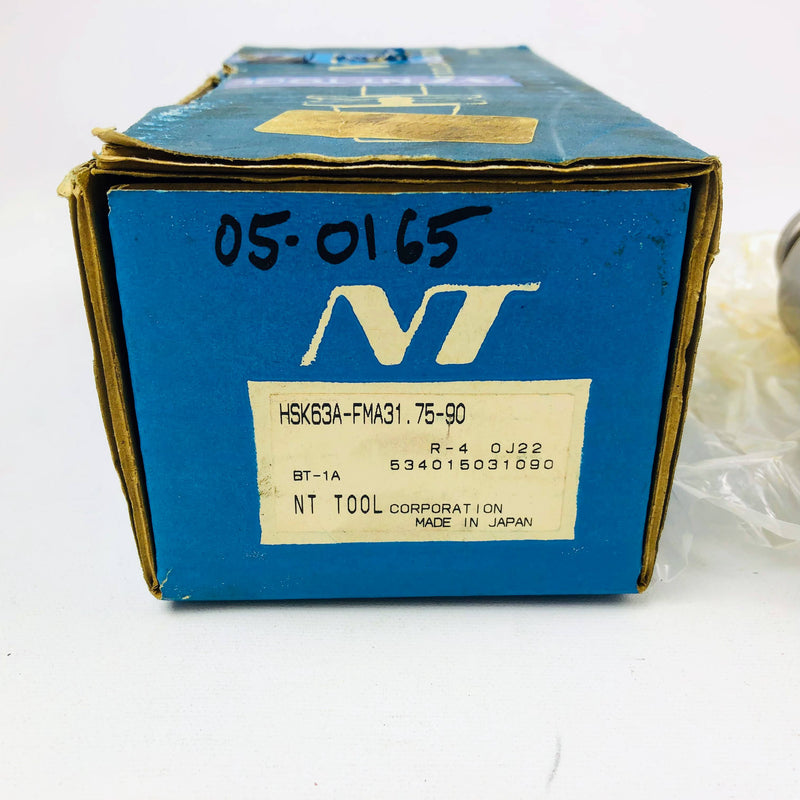 05-0165
NT
HSK63A-FMA31.75-90
R-4 0J22
534015031090
BT-1A
NT TOOL CORPORATION
MADE IN JAPAN